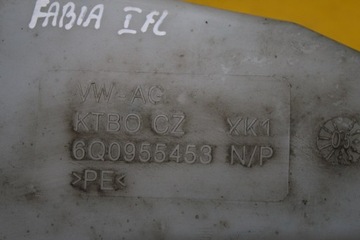 FABIA I FL
VW-AG
KTBO CZ XK1
6Q0955453 N/P
>PE<